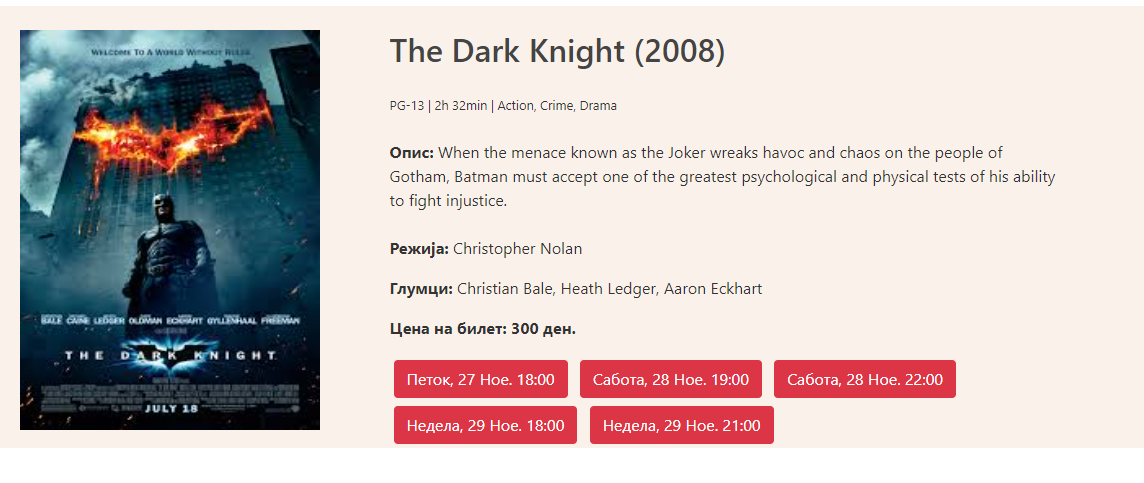 WELCOME TO A WORLD WITHOUT RULES.
The Dark Knight (2008)
PG-13 | 2h 32min | Action, Crime, Drama
Опис: When the menace known as the Joker wreaks havoc and chaos on the people of
Gotham, Batman must accept one of the greatest psychological and physical tests of his ability
to fight injustice.
Режија: Christopher Nolan
Глумци: Christian Bale, Heath Ledger, Aaron Eckhart
Цена на билет: 300 ден.
BALE CAINE LEDGER OLDMAN ECKHART GYLLENHAAL FREEMAN
THE DARK KNIGHT
JULY 18
Петок, 27 Ное. 18:00 Сабота, 28 Ное. 19:00 Сабота, 28 Ное. 22:00
Недела, 29 Ное. 18:00 Недела, 29 Ное. 21:00